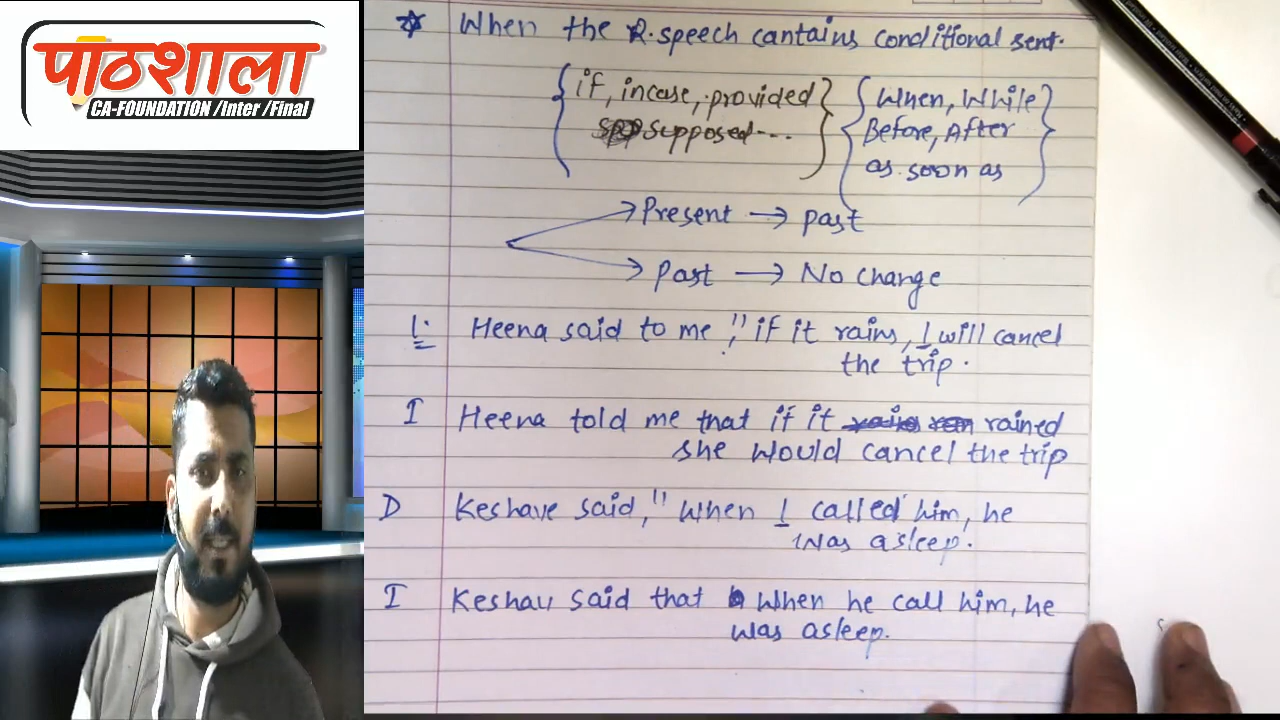 पाठशाला
CA-FOUNDATION /Inter /Final
☆ When the R. speech cantains conditional sent.
{ if, incase, provided } { When, While }
supposed--- Before, After
as soon as
→ Present → past
→ past → No change
1. Heena said to me ," if it rains, I will cancel
the trip.
I Heena told me that if it rained
she would cancel the trip
D Keshave said," when I called him, he
was asleep.
I Keshav said that When he call him, he
was asleep.